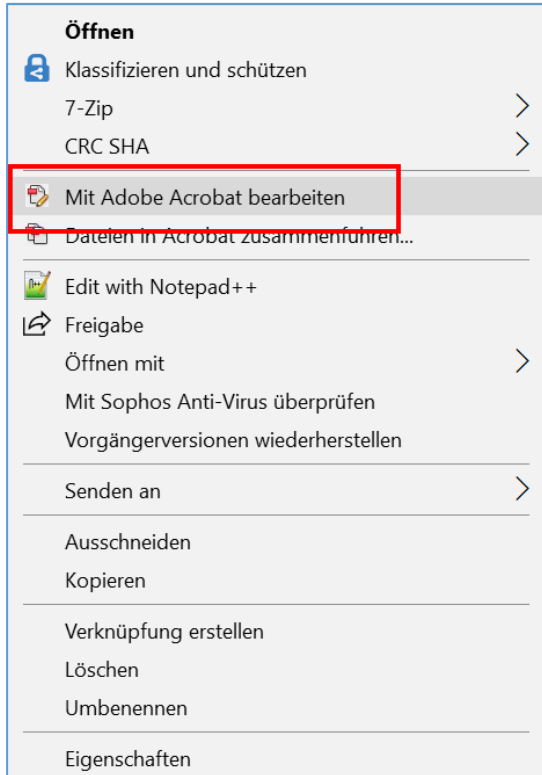 Öffnen
Klassifizieren und schützen
7-Zip
CRC SHA
Mit Adobe Acrobat bearbeiten
Dateien in Acrobat zusammenführen...
Edit with Notepad++
Freigabe
Öffnen mit
Mit Sophos Anti-Virus überprüfen
Vorgängerversionen wiederherstellen
Senden an
Ausschneiden
Kopieren
Verknüpfung erstellen
Löschen
Umbenennen
Eigenschaften